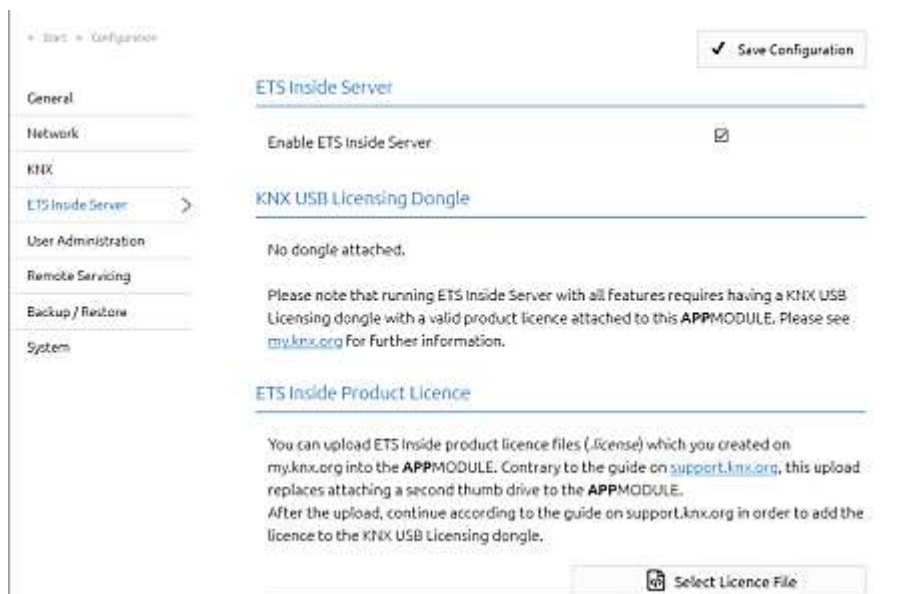 Start Configuration
Save Configuration
General
Network
KNX
ETS Inside Server
User Administration
Remote Servicing
Backup / Restore
System
ETS Inside Server
Enable ETS Inside Server
KNX USB Licensing Dongle
No dongle attached.
Please note that running ETS Inside Server with all features requires having a KNX USB
Licensing dongle with a valid product licence attached to this APPMODULE. Please see
my.knx.org for further information.
ETS Inside Product Licence
You can upload ETS Inside product licence files (.license) which you created on
my.knx.org into the APPMODULE. Contrary to the guide on support.knx.org, this upload
replaces attaching a second thumb drive to the APPMODULE.
After the upload, continue according to the guide on support.knx.org in order to add the
licence to the KNX USB Licensing dongle.
Select Licence File